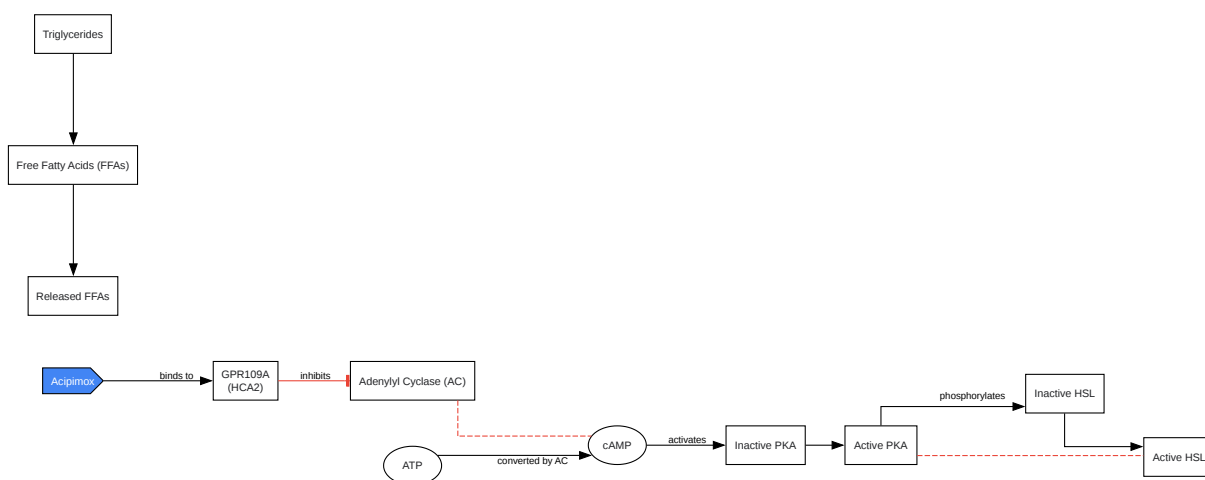 Triglycerides
Free Fatty Acids (FFAs)
Released FFAs
Acipimox
binds to
GPR109A
(HCA2)
inhibits
Adenylyl Cyclase (AC)
ATP
converted by AC
cAMP
activates
Inactive PKA
Active PKA
phosphorylates
Inactive HSL
Active HSL